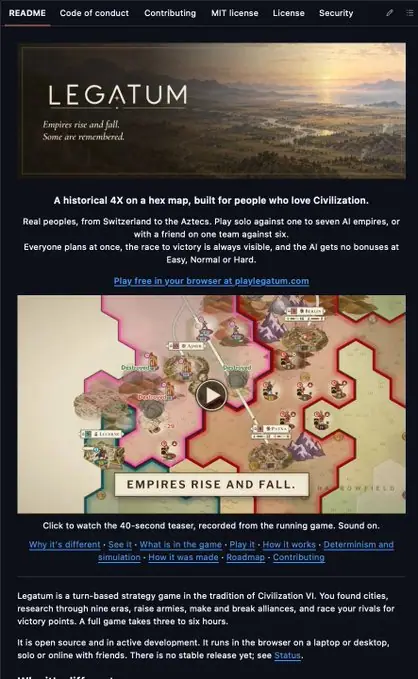 README Code of conduct Contributing MIT license License Security
LEGATUM
Empires rise and fall.
Some are remembered.
A historical 4X on a hex map, built for people who love Civilization.
Real peoples, from Switzerland to the Aztecs. Play solo against one to seven AI empires, or
with a friend on one team against six.
Everyone plans at once, the race to victory is always visible, and the AI gets no bonuses at
Easy, Normal or Hard.
Play free in your browser at playlegatum.com
Destroyed
Destroyed
Destroyed
EMPIRES RISE AND FALL.
Click to watch the 40-second teaser, recorded from the running game. Sound on.
Why it's different · See it · What is in the game · Play it · How it works · Determinism and
simulation · How it was made · Roadmap · Contributing
Legatum is a turn-based strategy game in the tradition of Civilization VI. You found cities,
research through nine eras, raise armies, make and break alliances, and race your rivals for
victory points. A full game takes three to six hours.
It is open source and in active development. It runs in the browser on a laptop or desktop,
solo or online with friends. There is no stable release yet; see Status.